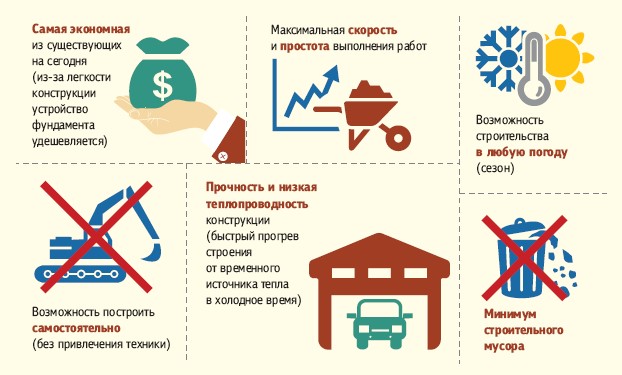 Самая экономная
из существующих
на сегодня
(из-за легкости
конструкции
устройство
фундамента
удешевляется)
$
Максимальная скорость
и простота выполнения работ
Возможность
строительства
в любую погоду
(сезон)
Возможность построить
самостоятельно
(без привлечения техники)
Прочность и низкая
теплопроводность
конструкции
(быстрый прогрев
строения
от временного
источника тепла
в холодное время)
Минимум
строительного
мусора